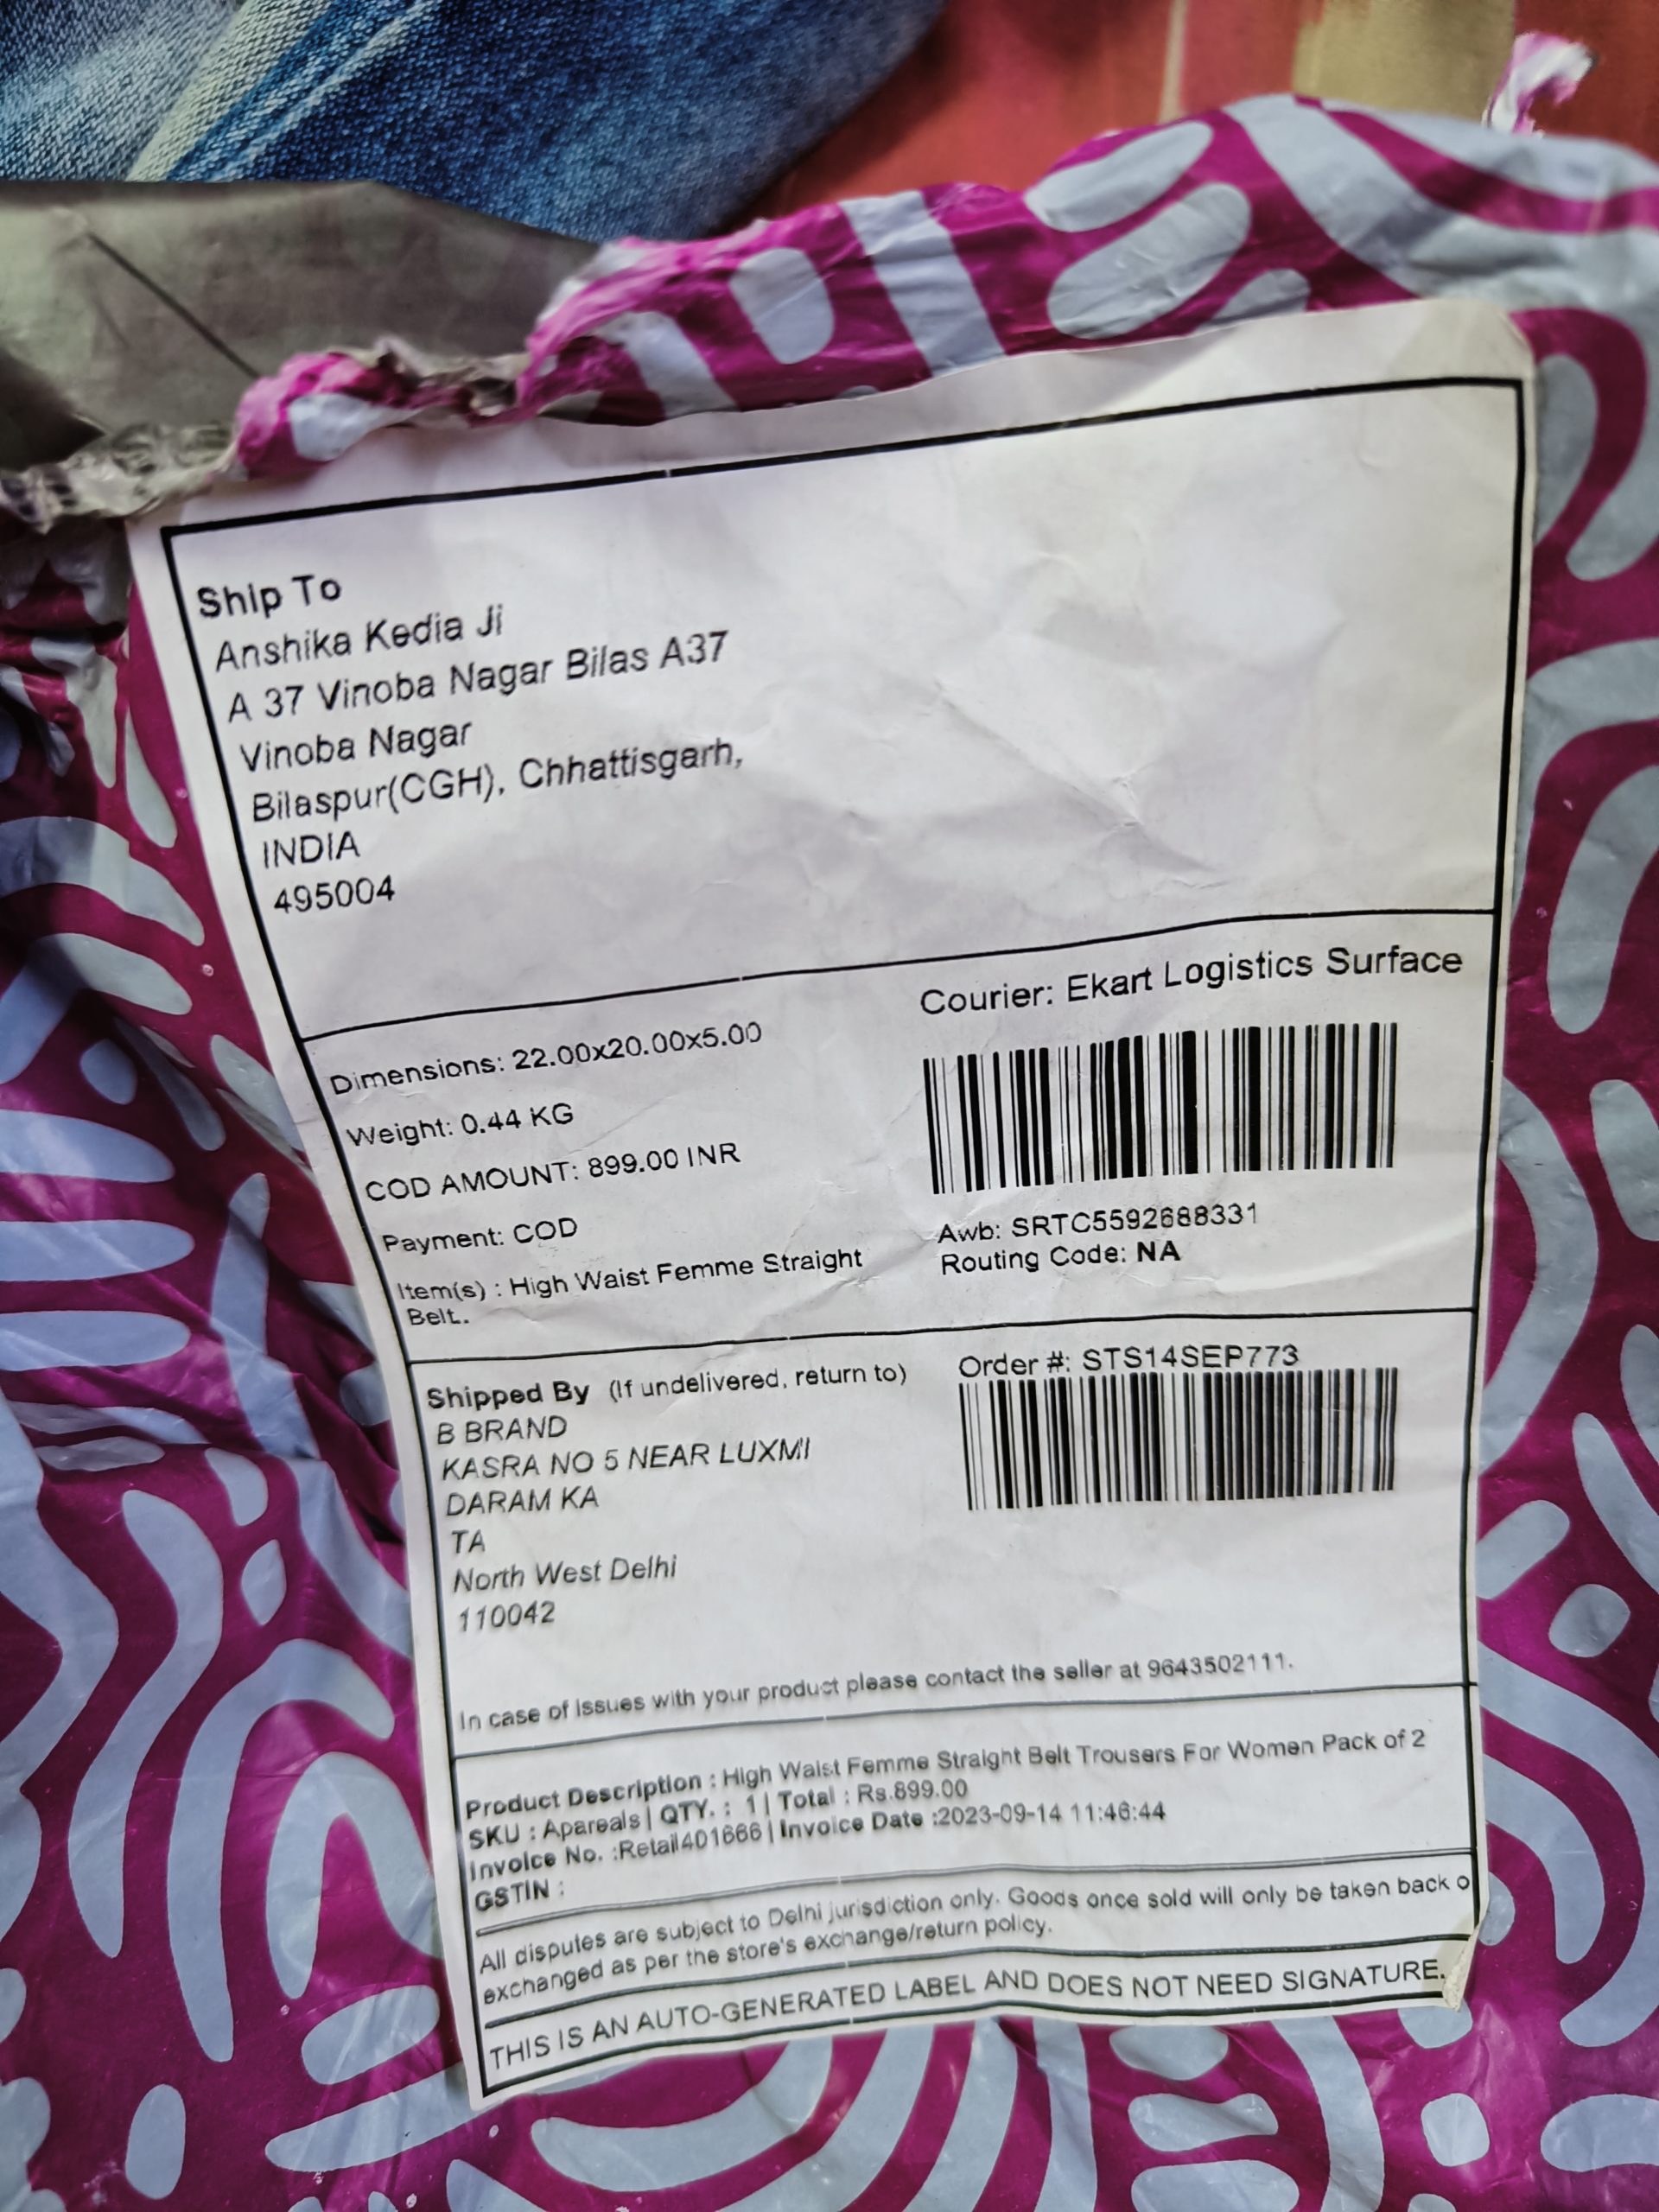 Ship To
Anshika Kedia Ji
A 37 Vinoba Nagar Bilas A37
Vinoba Nagar
Bilaspur(CGH), Chhattisgarh,
INDIA
495004
Dimensions: 22.00x20.00x5.00
Weight: 0.44 KG
COD AMOUNT: 899.00 INR
Payment: COD
Item(s) : High Waist Femme Straight
Belt..
Courier: Ekart Logistics Surface
Awb: SRTC5592688331
Routing Code: NA
Shipped By (If undelivered, return to)
B BRAND
KASRA NO 5 NEAR LUXMI
DARAM KA
TA
North West Delhi
110042
Order #: STS14SEP773
In case of issues with your product please contact the seller at 9643502111.
Product Description : High Waist Femme Straight Belt Trousers For Women Pack of 2
SKU : Apareals | QTY. : 1 | Total : Rs.899.00
Invoice No. :Retail401666 | Invoice Date :2023-09-14 11:46:44
GSTIN :
All disputes are subject to Delhi jurisdiction only. Goods once sold will only be taken back o
exchanged as per the store's exchange/return policy.
THIS IS AN AUTO-GENERATED LABEL AND DOES NOT NEED SIGNATURE.